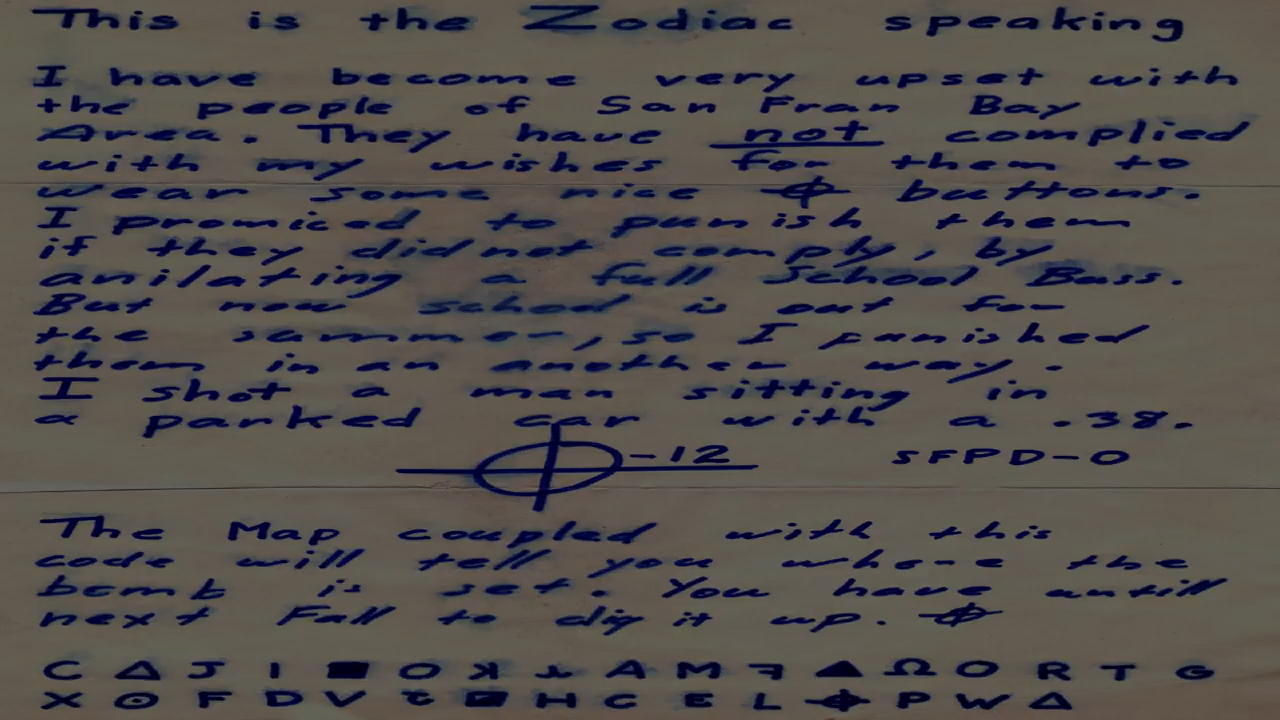 This is the Zodiac speaking
I have become very upset with
the people of San Fran Bay
Area. They have not complied
with my wishes for them to
wear some nice ⌖ buttons.
I promiced to punish them
if they did not comply, by
anilating a full School Buss.
But now school is out for
the summer, so I punished
them in an another way.
I shot a man sitting in
a parked car with a .38.
⌖-12 SFPD-0
The Map coupled with this
code will tell you where the
bomb is set. You have untill
next Fall to dig it up. ⌖
C Δ J I ■ O ʞ ⅄ A M ⅎ ▲ Ω O R T G
X ⊙ F D V ㄘ ■ H C E L ⌖ P W Δ